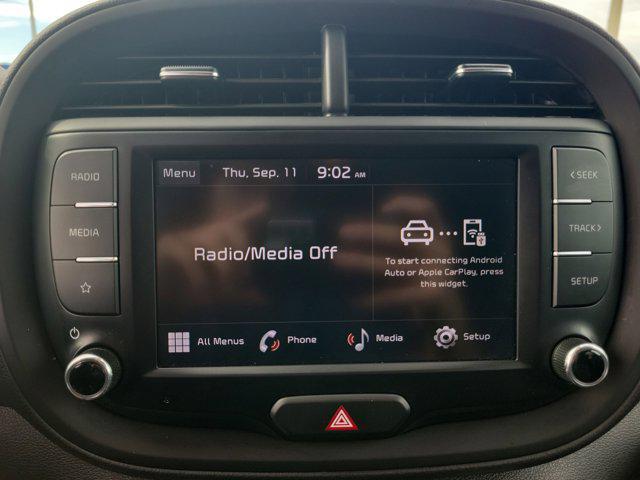 RADIO
MEDIA
Menu
Thu, Sep. 11
9:02 AM
Radio/Media Off
To start connecting Android
Auto or Apple CarPlay, press
this widget.
All Menus
Phone
Media
Setup
< SEEK
TRACK >
SETUP